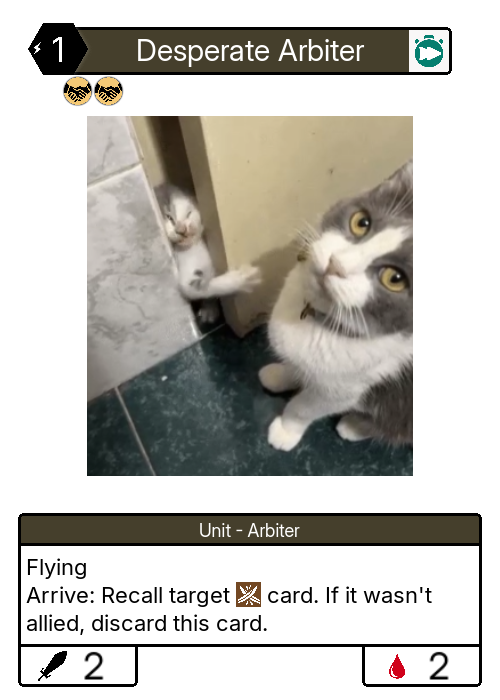 1
Desperate Arbiter
Unit - Arbiter
Flying
Arrive: Recall target card. If it wasn't
allied, discard this card.
2
2